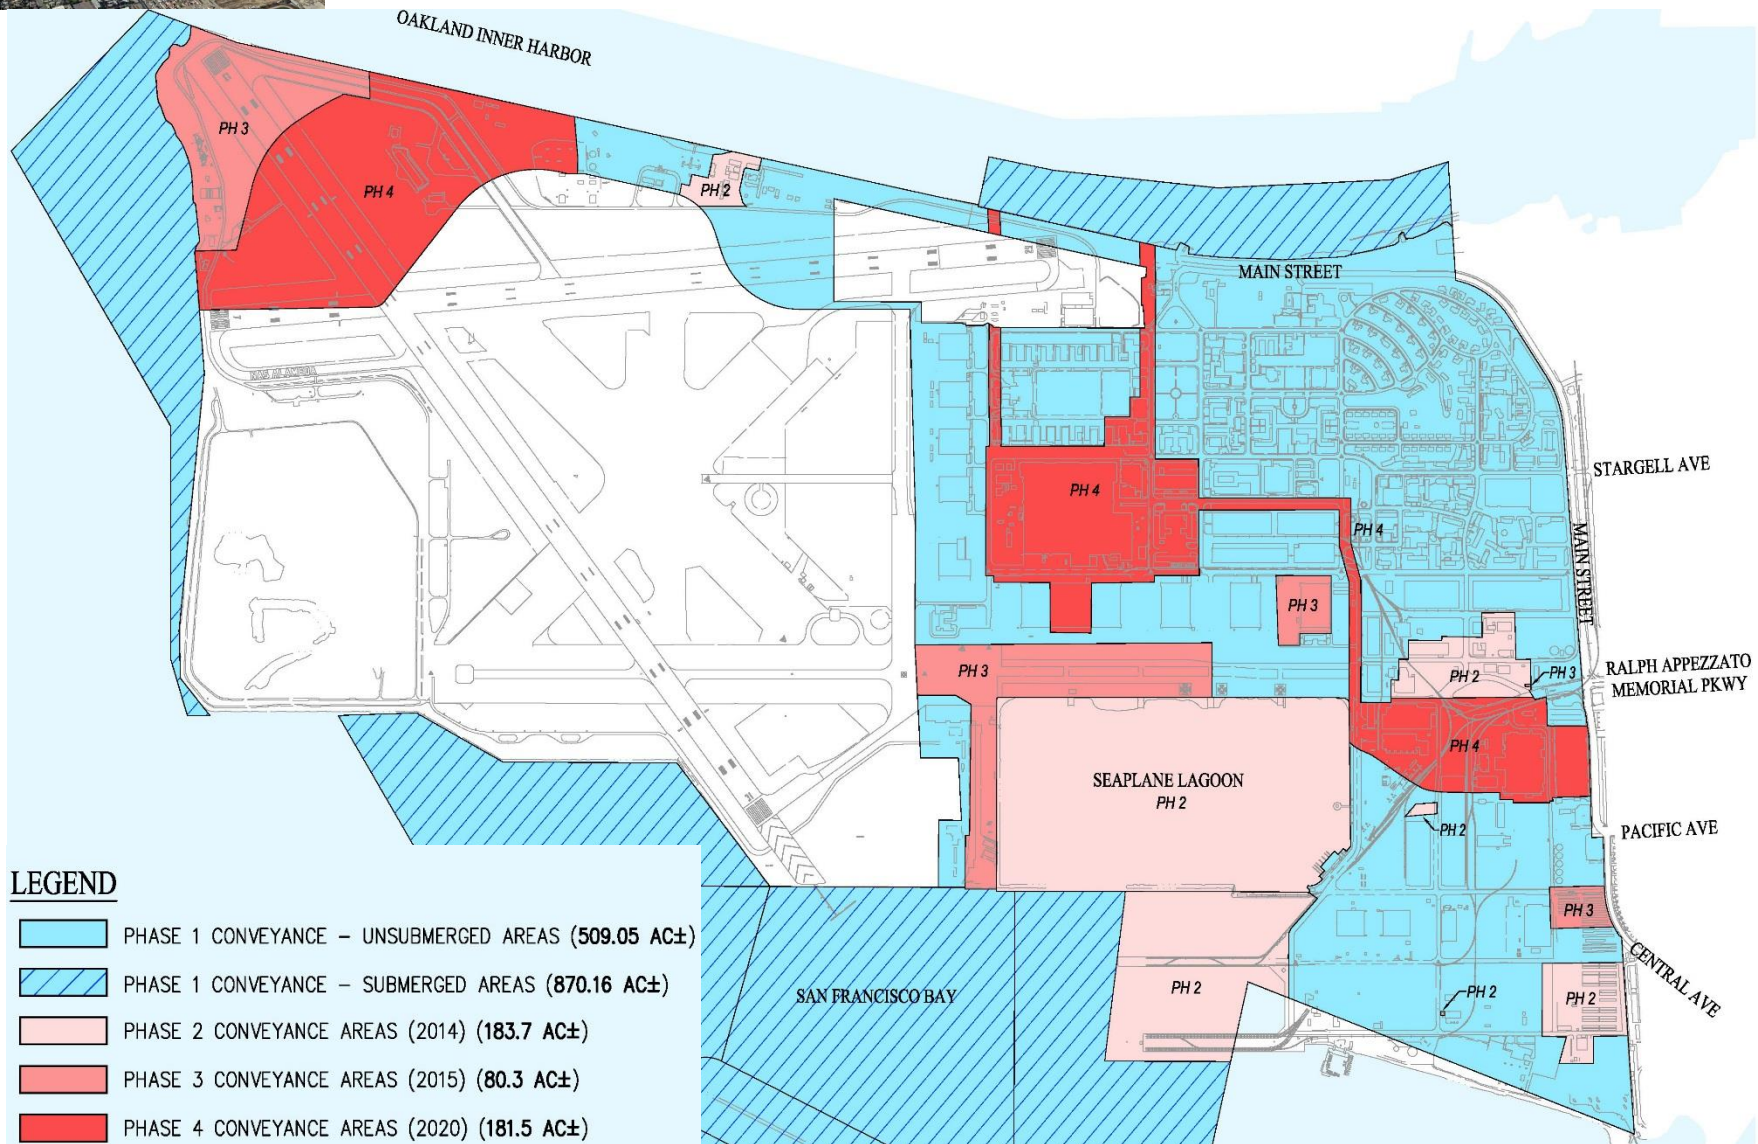 OAKLAND INNER HARBOR
PH 3
PH 4
PH 2
MAIN STREET
STARGELL AVE
PH 4
PH 4
MAIN STREET
PH 3
PH 3
PH 2
PH 3
RALPH APPEZZATO
MEMORIAL PKWY
PH 4
SEAPLANE LAGOON
PH 2
PH 2
PACIFIC AVE
PH 3
CENTRAL AVE
SAN FRANCISCO BAY
PH 2
PH 2
PH 2
LEGEND
PHASE 1 CONVEYANCE – UNSUBMERGED AREAS (509.05 AC±)
PHASE 1 CONVEYANCE – SUBMERGED AREAS (870.16 AC±)
PHASE 2 CONVEYANCE AREAS (2014) (183.7 AC±)
PHASE 3 CONVEYANCE AREAS (2015) (80.3 AC±)
PHASE 4 CONVEYANCE AREAS (2020) (181.5 AC±)